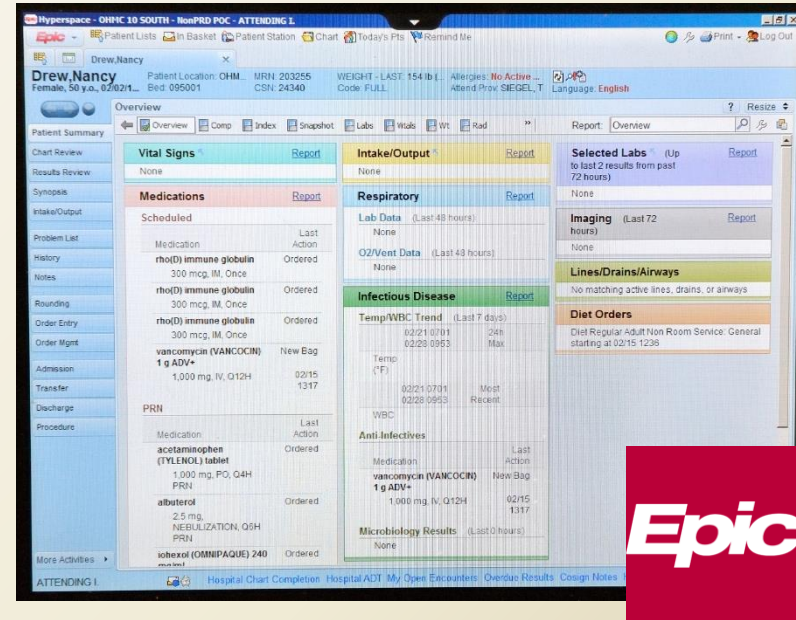 Hyperspace - OHMC 10 SOUTH - NonPRD POC - ATTENDING I.
Epic Patient Lists In Basket Patient Station Chart Today's Pts Remind Me Print Log Out
Drew,Nancy
Drew,Nancy Patient Location: OHM... MRN: 203255 WEIGHT - LAST: 154 lb (... Allergies: No Active ...
Female, 50 y.o., 02/02/1... Bed: 095001 CSN: 24340 Code: FULL Attend Prov: SIEGEL, T Language: English
Overview ? Resize
Overview Comp Index Snapshot Labs Vitals Wt Rad » Report: Overview
Patient Summary
Chart Review
Results Review
Synopsis
Intake/Output
Problem List
History
Notes
Rounding
Order Entry
Order Mgmt
Admission
Transfer
Discharge
Procedure
More Activities
Vital Signs Report
None
Medications Report
Scheduled
Last
Medication Action
rho(D) immune globulin Ordered
300 mcg, IM, Once
rho(D) immune globulin Ordered
300 mcg, IM, Once
rho(D) immune globulin Ordered
300 mcg, IM, Once
vancomycin (VANCOCIN) New Bag
1 g ADV+
1,000 mg, IV, Q12H 02/15
1317
PRN
Last
Medication Action
acetaminophen Ordered
(TYLENOL) tablet
1,000 mg, PO, Q4H
PRN
albuterol Ordered
2.5 mg,
NEBULIZATION, Q6H
PRN
iohexol (OMNIPAQUE) 240 Ordered
Intake/Output Report
None
Respiratory Report
Lab Data (Last 48 hours)
None
O2/Vent Data (Last 48 hours)
None
Infectious Disease Report
Temp/WBC Trend (Last 7 days)
02/21 0701 24h
02/28 0953 Max
Temp
(°F)
02/21 0701 Most
02/28 0953 Recent
WBC
Anti-Infectives
Last
Medication Action
vancomycin (VANCOCIN) New Bag
1 g ADV+
1,000 mg, IV, Q12H 02/15
1317
Microbiology Results (Last 0 hours)
None
Selected Labs (Up Report
to last 2 results from past
72 hours)
None
Imaging (Last 72 Report
hours)
None
Lines/Drains/Airways
No matching active lines, drains, or airways
Diet Orders
Diet Regular Adult Non Room Service: General
starting at 02/15 1236
ATTENDING I. Hospital Chart Completion Hospital ADT My Open Encounters Overdue Results Cosign Notes
Epic